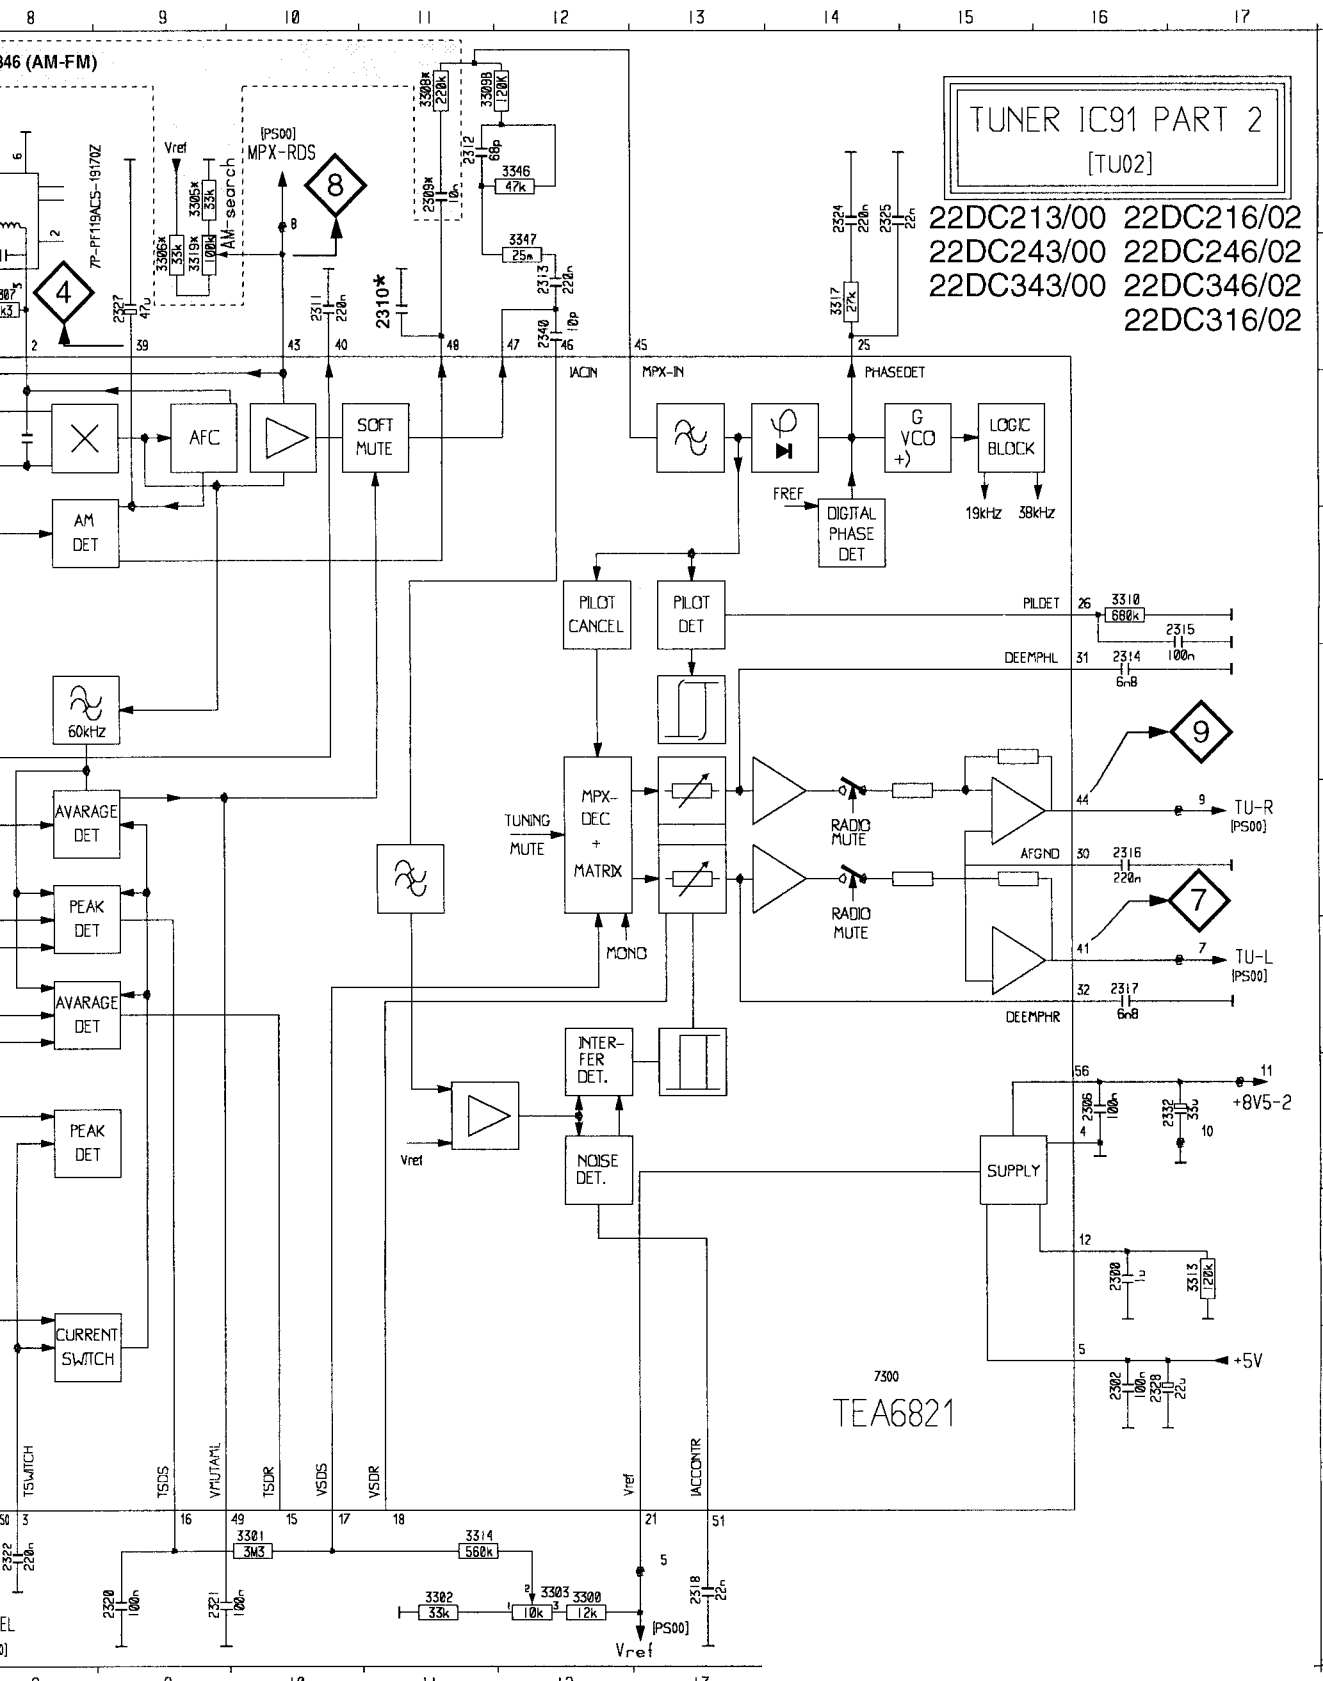 8 9 10 11 12 13 14 15 16 17
346 (AM-FM)
TUNER IC91 PART 2
[TU02]
22DC213/00 22DC216/02
22DC243/00 22DC246/02
22DC343/00 22DC346/02
22DC316/02
6
2
7P-PF119ACS-19170Z
Vref
3305*
33k
3306*
33k
3319*
100k
AM-search
[PS00]
MPX-RDS
8
8
3308*
220k
2309*
10n
3309B
120K
2312
68p
3346
47k
3347
25m
2313
220n
2340
10p
2324
220n
2325
22n
3317
27k
4
2327
47u
2311
220n
2310*
2 39 43 40 48 47 46 45 25
IACIN
MPX-IN
PHASEDET
AFC
SOFT
MUTE
G
VCO
+)
LOGIC
BLOCK
19kHz 38kHz
FREF
DIGITAL
PHASE
DET
AM
DET
PILOT
CANCEL
PILOT
DET
PILDET
26
3310
680k
2315
100n
DEEMPHL
31
2314
6n8
60kHz
9
AVARAGE
DET
TUNING
MUTE
MPX-
DEC
+
MATRIX
RADIO
MUTE
44
9
TU-R
[PS00]
AFGND
30
2316
220n
7
PEAK
DET
MONO
RADIO
MUTE
41
7
TU-L
[PS00]
AVARAGE
DET
32
2317
6n8
DEEMPHR
INTER-
FER
DET.
56
11
+8V5-2
2306
100n
2332
33u
10
4
PEAK
DET
Vref
NOISE
DET.
SUPPLY
12
2300
1u
3313
120k
CURRENT
SWITCH
5
+5V
2302
100n
2328
22u
7300
TEA6821
TSWITCH
TSDS
VMUTAML
TSDR
VSDS
VSDR
Vref
IACCONTR
50 3 16 49 15 17 18 21 51
2322
220n
3301
3M3
3314
560k
5
2320
100n
2321
100n
3302
33k
1
2
3303
10k
3
3300
12k
2318
22n
[PS00]
Vref